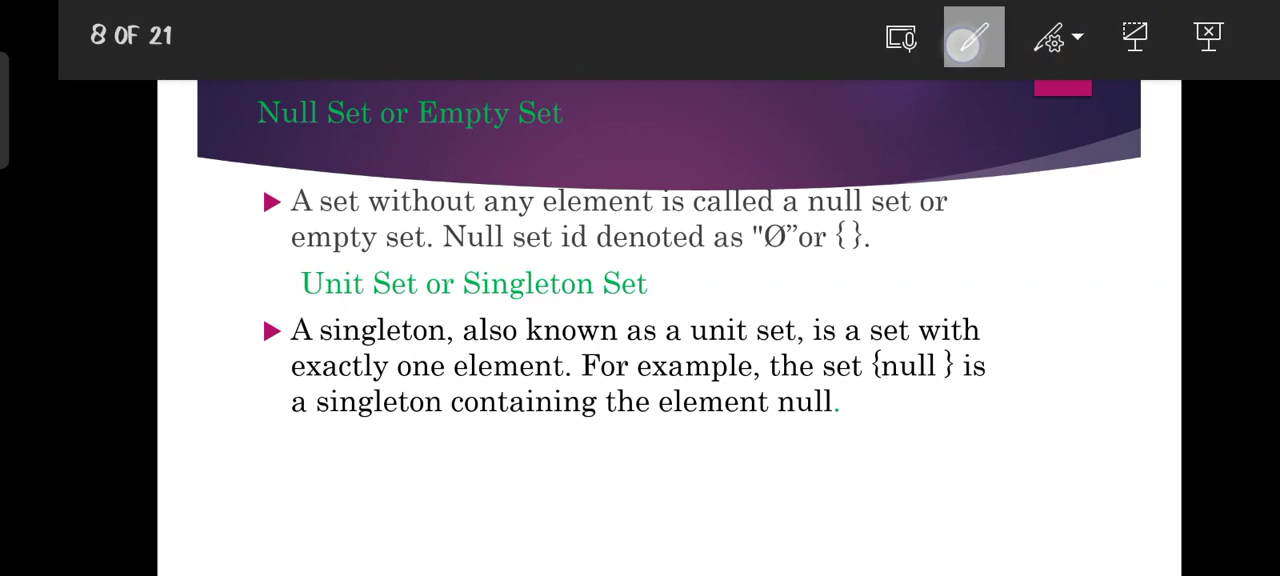 8 OF 21
Null Set or Empty Set
A set without any element is called a null set or
empty set. Null set id denoted as "Ø”or { }.
Unit Set or Singleton Set
A singleton, also known as a unit set, is a set with
exactly one element. For example, the set {null } is
a singleton containing the element null.